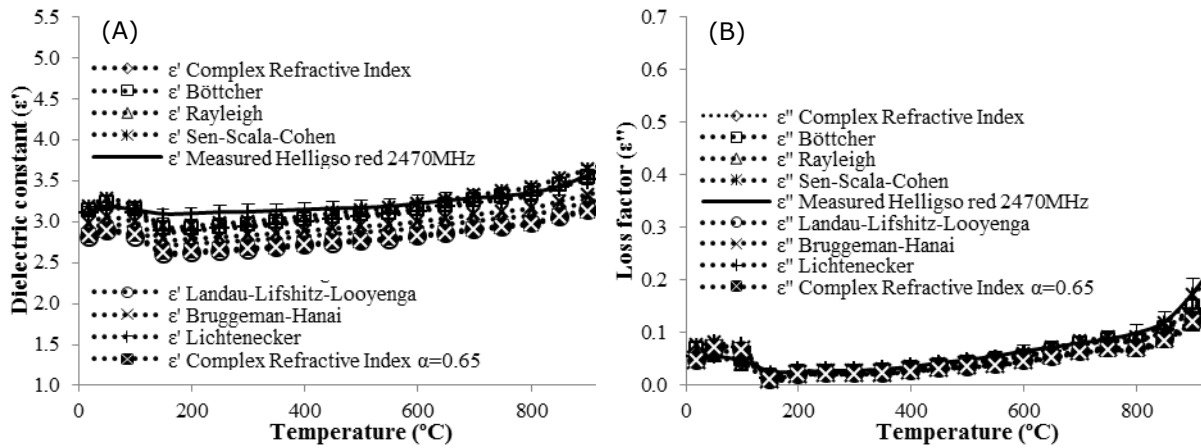 (A)
5.5
5.0
4.5
4.0
3.5
3.0
2.5
2.0
1.5
1.0
Dielectric constant (ε')
ε' Complex Refractive Index
ε' Böttcher
ε' Rayleigh
ε' Sen-Scala-Cohen
ε' Measured Helligso red 2470MHz
ε' Landau-Lifshitz-Looyenga
ε' Bruggeman-Hanai
ε' Lichtenecker
ε' Complex Refractive Index α=0.65
0 200 400 600 800
Temperature (ºC)
(B)
0.7
0.6
0.5
0.4
0.3
0.2
0.1
0.0
Loss factor (ε")
ε" Complex Refractive Index
ε" Böttcher
ε" Rayleigh
ε" Sen-Scala-Cohen
ε" Measured Helligso red 2470MHz
ε" Landau-Lifshitz-Looyenga
ε" Bruggeman-Hanai
ε" Lichtenecker
ε" Complex Refractive Index α=0.65
0 200 400 600 800
Temperature (ºC)